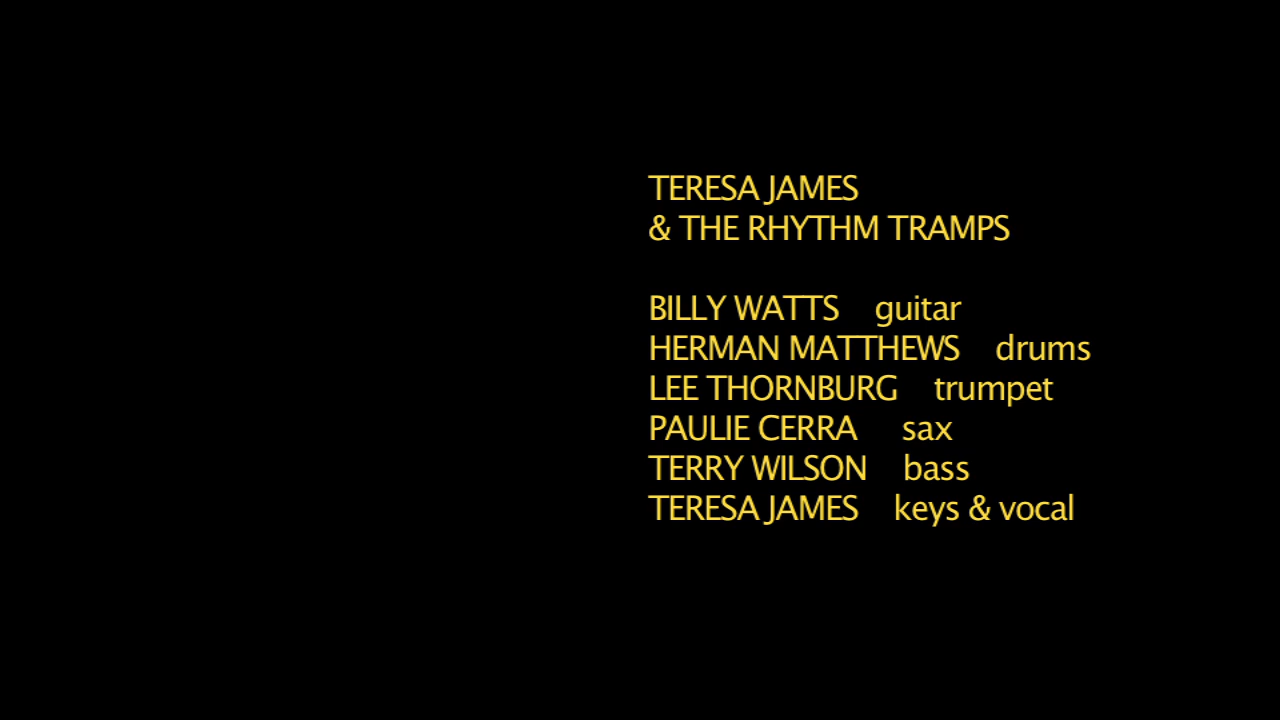 TERESA JAMES
& THE RHYTHM TRAMPS
BILLY WATTS guitar
HERMAN MATTHEWS drums
LEE THORNBURG trumpet
PAULIE CERRA sax
TERRY WILSON bass
TERESA JAMES keys & vocal